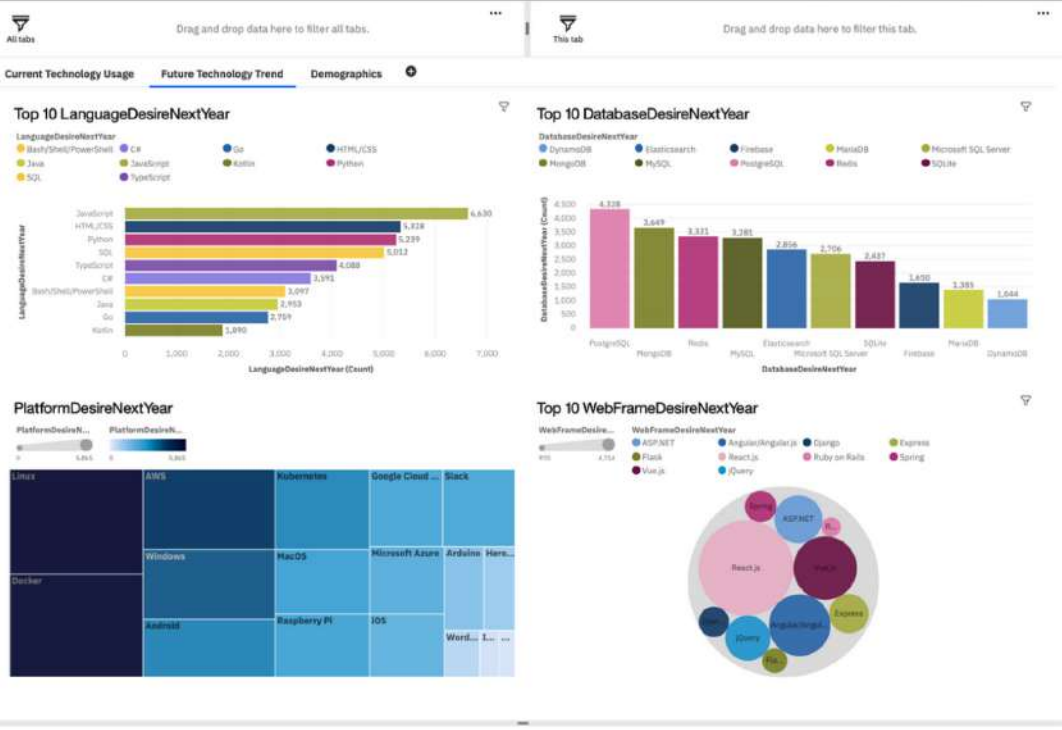 Drag and drop data here to filter all tabs.
All tabs
Drag and drop data here to filter this tab.
This tab
Current Technology Usage
Future Technology Trend
Demographics
Top 10 LanguageDesireNextYear
LanguageDesireNextYear
Bash/Shell/PowerShell C# Go HTML/CSS
Java JavaScript Kotlin Python
SQL TypeScript
LanguageDesireNextYear
JavaScript 6,630
HTML/CSS 5,328
Python 5,239
SQL 5,012
TypeScript 4,088
C# 3,591
Bash/Shell/PowerShell 3,097
Java 2,953
Go 2,759
Kotlin 1,890
0 1,000 2,000 3,000 4,000 5,000 6,000 7,000
LanguageDesireNextYear (Count)
Top 10 DatabaseDesireNextYear
DatabaseDesireNextYear
DynamoDB Elasticsearch Firebase MariaDB Microsoft SQL Server
MongoDB MySQL PostgreSQL Redis SQLite
DatabaseDesireNextYear (Count)
4,500
4,000
3,500
3,000
2,500
2,000
1,500
1,000
500
0
4,328
3,649
3,331
3,281
2,856
2,706
2,437
1,650
1,385
1,044
PostgreSQL Redis Elasticsearch SQLite MariaDB
MongoDB MySQL Microsoft SQL Server Firebase DynamoDB
DatabaseDesireNextYear
PlatformDesireNextYear
PlatformDesireN... PlatformDesireN...
Linux
AWS
Kubernetes
Google Cloud ...
Slack
Windows
MacOS
Microsoft Azure
Arduino
Here...
Docker
Android
Raspberry Pi
iOS
Word...
I...
...
Top 10 WebFrameDesireNextYear
WebFrameDesire... WebFrameDesireNextYear
4,754
ASP.NET Angular/Angular.js Django Express
Flask React.js Ruby on Rails Spring
Vue.js jQuery
Spring
ASP.NET
R...
React.js
Vue.js
Express
Angular/Angul...
jQuery
Fla...